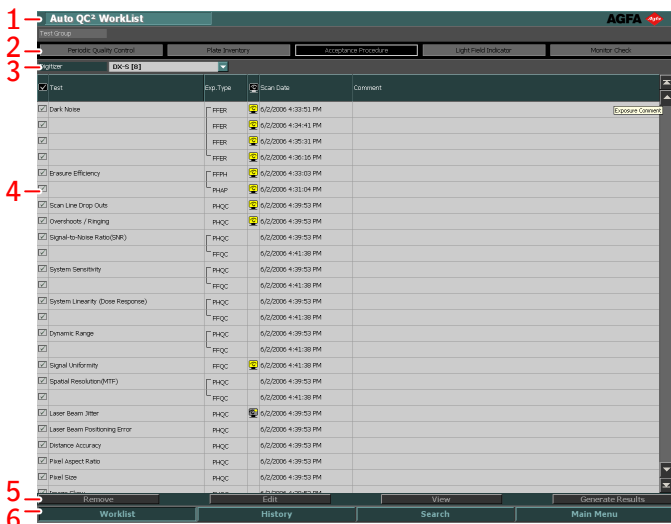 1 Auto QC² WorkList AGFA Agfa
Test Group
2 Periodic Quality Control Plate Inventory Acceptance Procedure Light Field Indicator Monitor Check
3 Digitizer DX-S [B]
Test Exp.Type Scan Date Comment
Dark Noise FFER 6/2/2006 4:33:51 PM Exposure Comment
FFER 6/2/2006 4:34:41 PM
FFER 6/2/2006 4:35:31 PM
FFER 6/2/2006 4:36:16 PM
Erasure Efficiency FFPH 6/2/2006 4:33:03 PM
4 PHAP 6/2/2006 4:31:04 PM
Scan Line Drop Outs PHQC 6/2/2006 4:39:53 PM
Overshoots / Ringing PHQC 6/2/2006 4:39:53 PM
Signal-to-Noise Ratio(SNR) PHQC 6/2/2006 4:39:53 PM
FFQC 6/2/2006 4:41:38 PM
System Sensitivity PHQC 6/2/2006 4:39:53 PM
FFQC 6/2/2006 4:41:38 PM
System Linearity (Dose Response) PHQC 6/2/2006 4:39:53 PM
FFQC 6/2/2006 4:41:38 PM
Dynamic Range PHQC 6/2/2006 4:39:53 PM
FFQC 6/2/2006 4:41:38 PM
Signal Uniformity FFQC 6/2/2006 4:41:38 PM
Spatial Resolution(MTF) PHQC 6/2/2006 4:39:53 PM
FFQC 6/2/2006 4:41:38 PM
Laser Beam Jitter PHQC 6/2/2006 4:39:53 PM
Laser Beam Positioning Error PHQC 6/2/2006 4:39:53 PM
Distance Accuracy PHQC 6/2/2006 4:39:53 PM
Pixel Aspect Ratio PHQC 6/2/2006 4:39:53 PM
Pixel Size PHQC 6/2/2006 4:39:53 PM
5 Remove Edit View Generate Results
6 Worklist History Search Main Menu